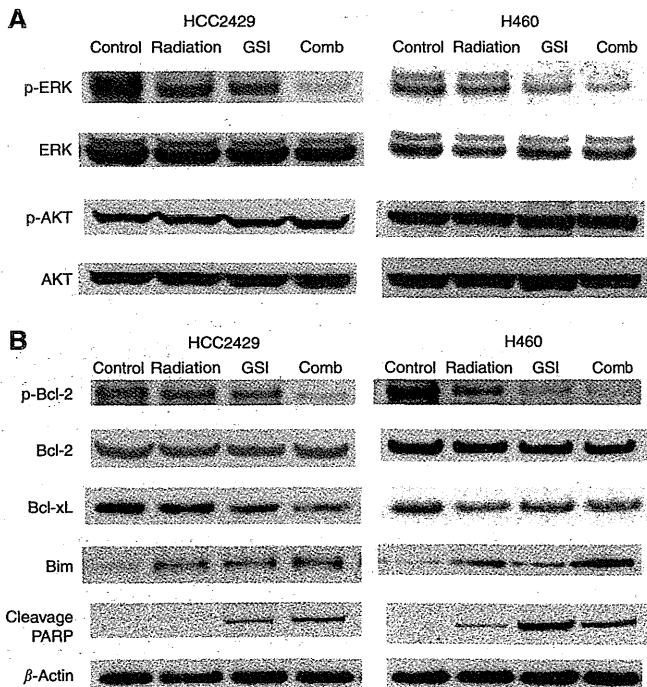 A
HCC2429 H460
Control Radiation GSI Comb Control Radiation GSI Comb
p-ERK
ERK
p-AKT
AKT
B
HCC2429 H460
Control Radiation GSI Comb Control Radiation GSI Comb
p-Bcl-2
Bcl-2
Bcl-xL
Bim
Cleavage
PARP
β-Actin